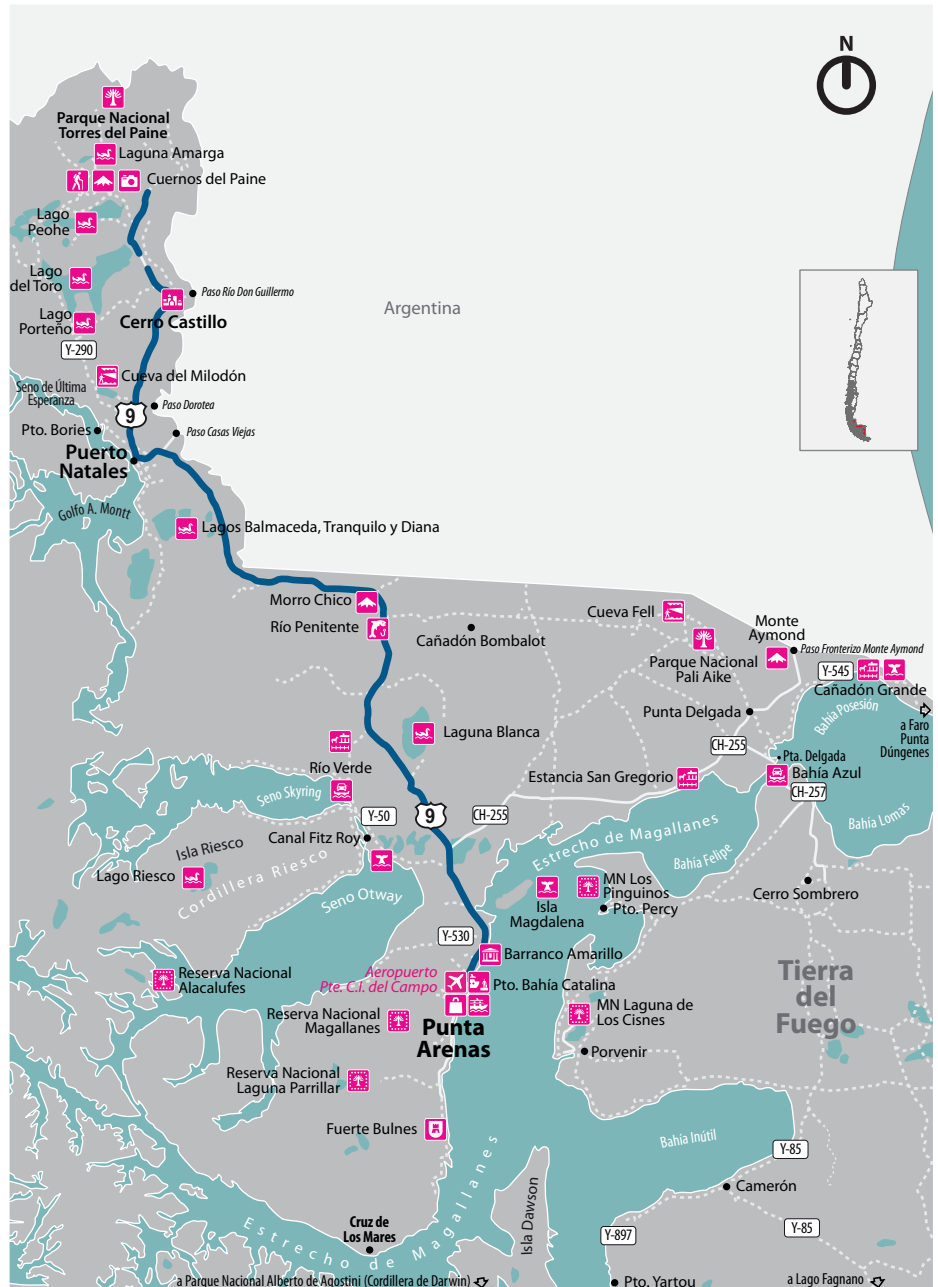 N
Parque Nacional
Torres del Paine
Laguna Amarga
Cuernos del Paine
Lago
Peohe
Lago
del Toro
Paso Río Don Guillermo
Argentina
Lago
Porteño
Cerro Castillo
Y-290
Cueva del Milodón
Seno de Última
Esperanza
9
Paso Dorotea
Pto. Bories
Paso Casas Viejas
Puerto
Natales
Golfo A. Montt
Lagos Balmaceda, Tranquilo y Diana
Morro Chico
Río Penitente
Cañadón Bombalot
Cueva Fell
Monte
Aymond
Paso Fronterizo Monte Aymond
Parque Nacional
Pali Aike
Y-545
Cañadón Grande
Bahía Posesión
a Faro
Punta
Dúngenes
Punta Delgada
CH-255
Laguna Blanca
Pta. Delgada
Bahía Azul
Río Verde
Estancia San Gregorio
CH-257
Seno Skyring
Y-50
9
CH-255
Bahía Lomas
Canal Fitz Roy
Estrecho de Magallanes
Bahía Felipe
Isla Riesco
Lago Riesco
Cordillera Riesco
Seno Otway
Isla
Magdalena
MN Los
Pinguinos
Pto. Percy
Cerro Sombrero
Y-530
Barranco Amarillo
Reserva Nacional
Alacalufes
Aeropuerto
Pte. C.I. del Campo
Pto. Bahía Catalina
Tierra
del
Fuego
Reserva Nacional
Magallanes
Punta
Arenas
MN Laguna de
Los Cisnes
Porvenir
Reserva Nacional
Laguna Parrillar
Fuerte Bulnes
Bahía Inútil
Y-85
Camerón
Cruz de
Los Mares
Estrecho de Magallanes
Isla Dawson
Y-897
Y-85
a Parque Nacional Alberto de Agostini (Cordillera de Darwin)
Pto. Yartou
a Lago Fagnano